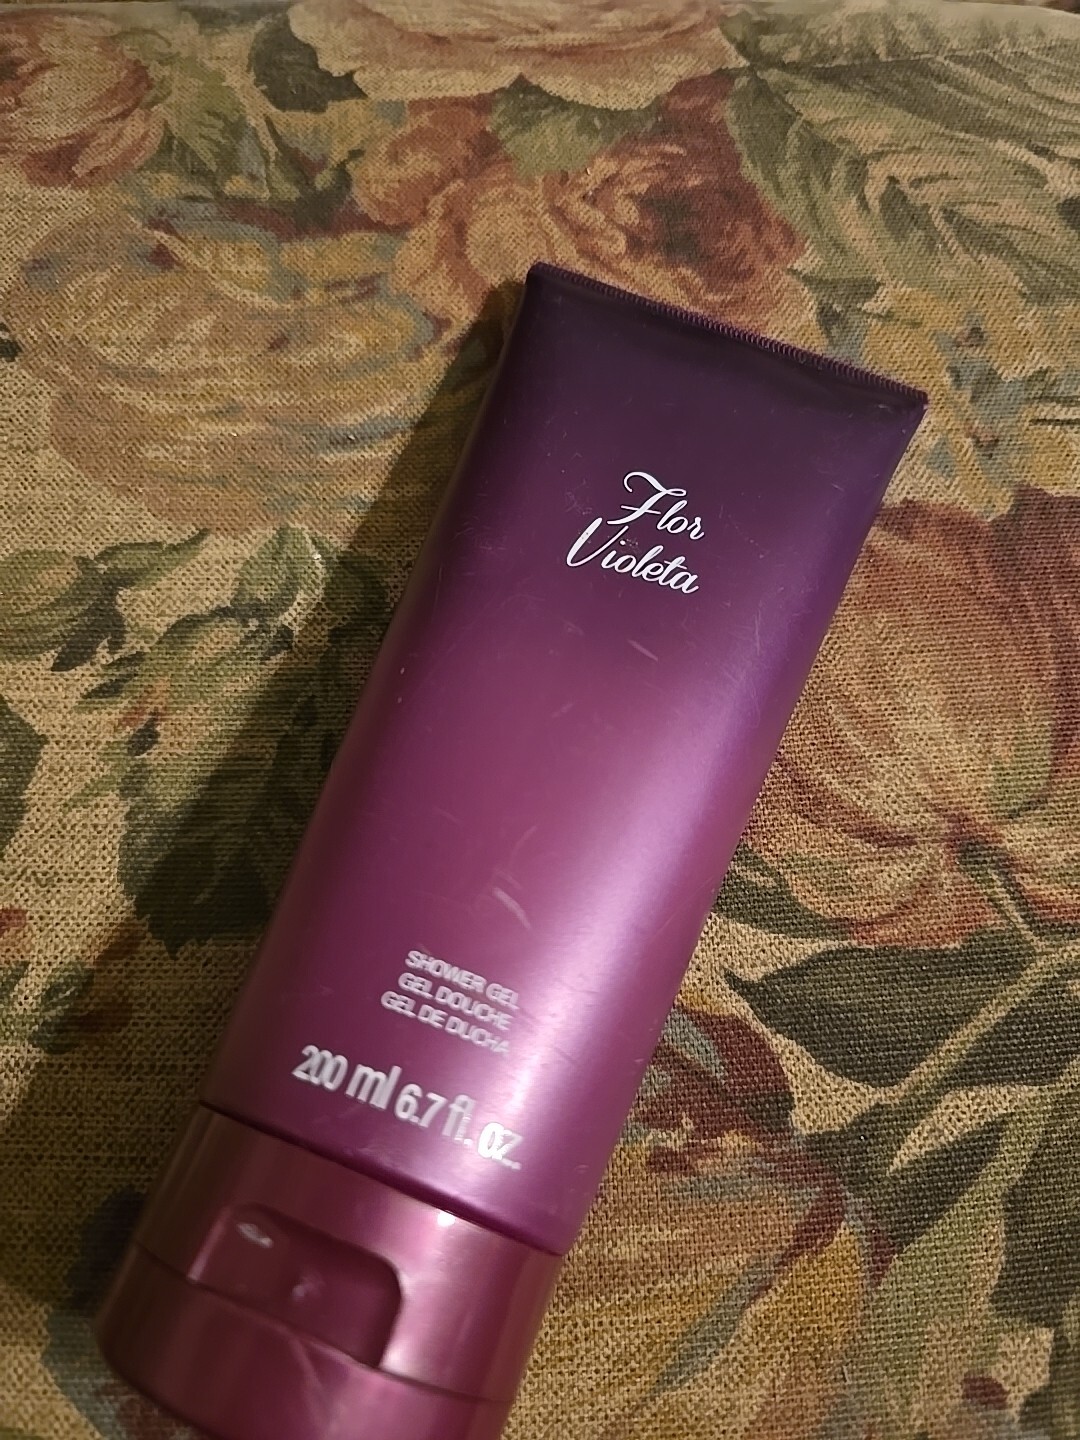 Flor
Violeta
SHOWER GEL
GEL DOUCHE
GEL DE DUCHA
200 ml 6.7 fl. oz.